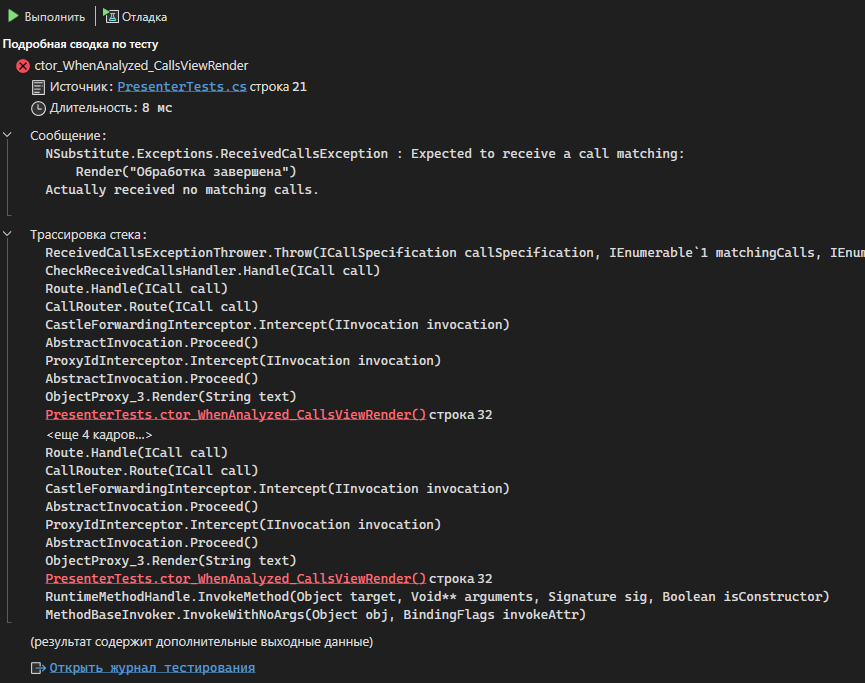 Выполнить Отладка
Подробная сводка по тесту
ctor_WhenAnalyzed_CallsViewRender
Источник: PresenterTests.cs строка 21
Длительность: 8 мс
Сообщение:
NSubstitute.Exceptions.ReceivedCallsException : Expected to receive a call matching:
Render("Обработка завершена")
Actually received no matching calls.
Трассировка стека:
ReceivedCallsExceptionThrower.Throw(ICallSpecification callSpecification, IEnumerable`1 matchingCalls, IEnum
CheckReceivedCallsHandler.Handle(ICall call)
Route.Handle(ICall call)
CallRouter.Route(ICall call)
CastleForwardingInterceptor.Intercept(IInvocation invocation)
AbstractInvocation.Proceed()
ProxyIdInterceptor.Intercept(IInvocation invocation)
AbstractInvocation.Proceed()
ObjectProxy_3.Render(String text)
PresenterTests.ctor_WhenAnalyzed_CallsViewRender() строка 32
<еще 4 кадров...>
Route.Handle(ICall call)
CallRouter.Route(ICall call)
CastleForwardingInterceptor.Intercept(IInvocation invocation)
AbstractInvocation.Proceed()
ProxyIdInterceptor.Intercept(IInvocation invocation)
AbstractInvocation.Proceed()
ObjectProxy_3.Render(String text)
PresenterTests.ctor_WhenAnalyzed_CallsViewRender() строка 32
RuntimeMethodHandle.InvokeMethod(Object target, Void** arguments, Signature sig, Boolean isConstructor)
MethodBaseInvoker.InvokeWithNoArgs(Object obj, BindingFlags invokeAttr)
(результат содержит дополнительные выходные данные)
Открыть журнал тестирования